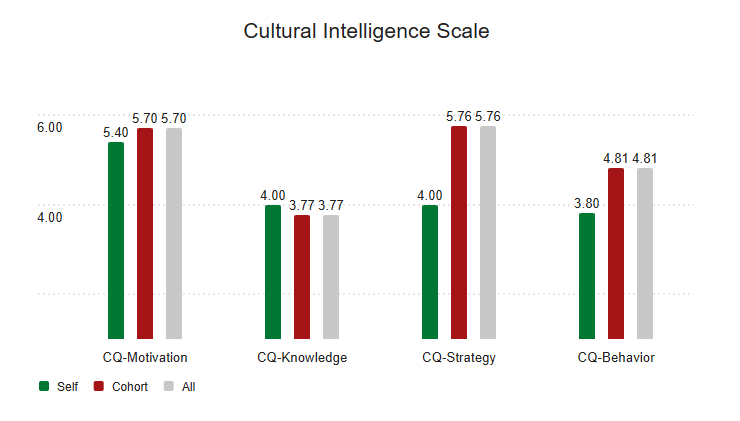 Cultural Intelligence Scale
6.00
4.00
5.40 5.70 5.70
4.00 3.77 3.77
4.00 5.76 5.76
3.80 4.81 4.81
CQ-Motivation CQ-Knowledge CQ-Strategy CQ-Behavior
Self Cohort All